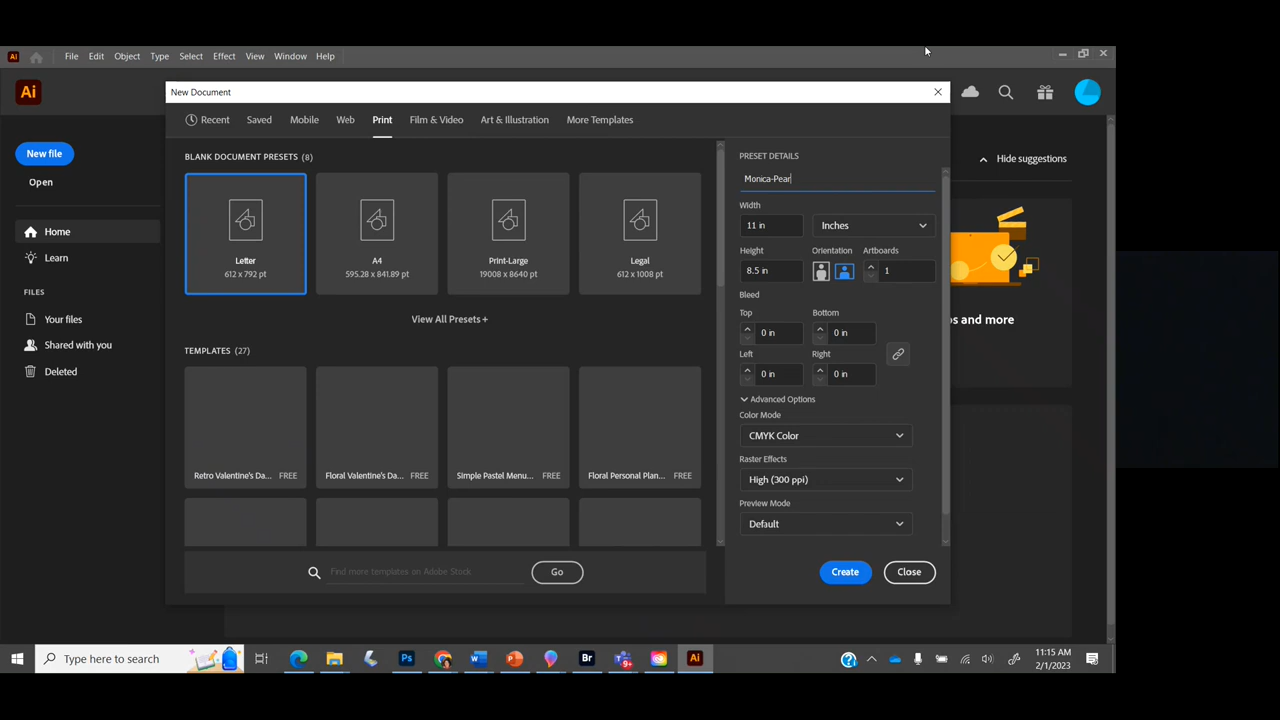 Ai File Edit Object Type Select Effect View Window Help
Ai
New Document
Recent Saved Mobile Web Print Film & Video Art & Illustration More Templates
New file
Open
Home
Learn
FILES
Your files
Shared with you
Deleted
BLANK DOCUMENT PRESETS (8)
Letter
612 x 792 pt
A4
595.28 x 841.89 pt
Print-Large
19008 x 8640 pt
Legal
612 x 1008 pt
View All Presets +
TEMPLATES (27)
Retro Valentine's Da... FREE
Floral Valentine's Da... FREE
Simple Pastel Menu... FREE
Floral Personal Plan... FREE
Find more templates on Adobe Stock
Go
PRESET DETAILS
Monica-Pear
Width
11 in Inches
Height Orientation Artboards
8.5 in 1
Bleed
Top Bottom
0 in 0 in
Left Right
0 in 0 in
Advanced Options
Color Mode
CMYK Color
Raster Effects
High (300 ppi)
Preview Mode
Default
Create Close
Hide suggestions
s and more
Type here to search
Ps
Br
9+
Ai
11:15 AM
2/1/2023